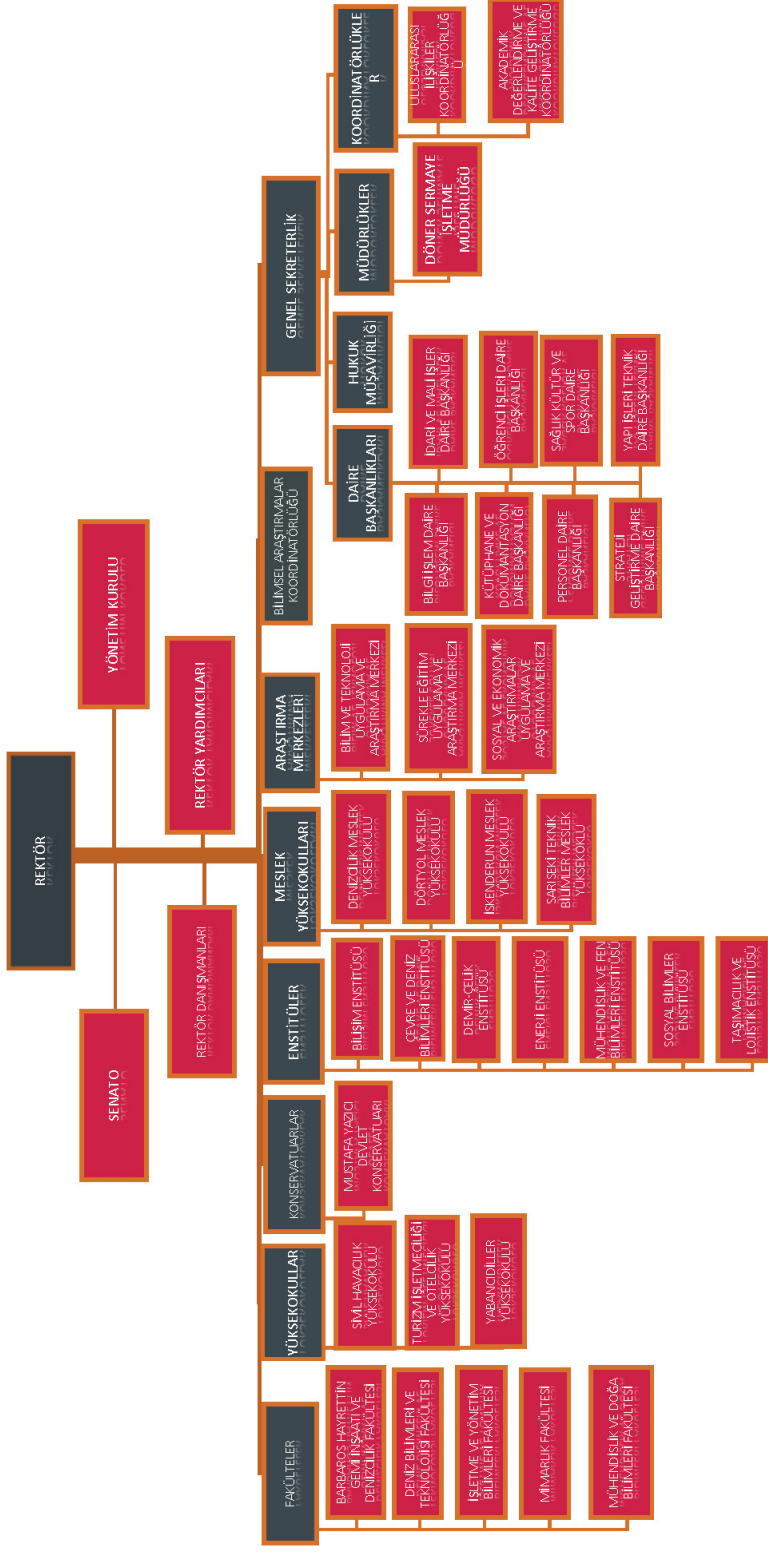 REKTÖR
SENATO
YÖNETİM KURULU
REKTÖR DANIŞMANLARI
REKTÖR YARDIMCILARI
FAKÜLTELER
BARBAROS HAYRETTİN
GEMİ İNŞAATI VE
DENİZCİLİK FAKÜLTESİ
DENİZ BİLİMLERİ VE
TEKNOLOJİSİ FAKÜLTESİ
İŞLETME VE YÖNETİM
BİLİMLERİ FAKÜLTESİ
MİMARLIK FAKÜLTESİ
MÜHENDİSLİK VE DOĞA
BİLİMLERİ FAKÜLTESİ
YÜKSEKOKULLAR
SİVİL HAVACILIK
YÜKSEKOKULU
TURİZM İŞLETMECİLİĞİ
VE OTELCİLİK
YÜKSEKOKULU
YABANCIDİLLER
YÜKSEKOKULU
KONSERVATUARLAR
MUSTAFA YAZICI
DEVLET
KONSERVATUARI
ENSTİTÜLER
BİLİŞİM ENSTİTÜSÜ
ÇEVRE VE DENİZ
BİLİMLERİ ENSTİTÜSÜ
DEMİR-ÇELİK
ENSTİTÜSÜ
ENERJİ ENSTİTÜSÜ
MÜHENDİSLİK VE FEN
BİLİMLERİ ENSTİTÜSÜ
SOSYAL BİLİMLER
ENSTİTÜSÜ
TAŞIMACILIK VE
LOJİSTİK ENSTİTÜSÜ
MESLEK
YÜKSEKOKULLARI
DENİZCİLİK MESLEK
YÜKSEKOKULU
DÖRTYOL MESLEK
YÜKSEKOKULU
İSKENDERUN MESLEK
YÜKSEKOKULU
SARISEKİ TEKNİK
BİLİMLER MESLEK
YÜKSEKOKLU
ARAŞTIRMA
MERKEZLERİ
BİLİM VE TEKNOLOJİ
UYGULAMA VE
ARAŞTIRMA MERKEZİ
SÜREKLE EĞİTİM
UYGULAMA VE
ARAŞTIRMA MERKEZİ
SOSYAL VE EKONOMİK
ARAŞTIRMALAR
UYGULAMA VE
ARAŞTIRMA MERKEZİ
BİLİMSEL ARAŞTIRMALAR
KOORDİNATÖRLÜĞÜ
GENEL SEKRETERLİK
DAİRE
BAŞKANLIKLARI
BİLGİ İŞLEM DAİRE
BAŞKANLIĞI
İDARİ VE MALİ İŞLER
DAİRE BAŞKANLIĞI
KÜTÜPHANE VE
DOKÜMANTASYON
DAİRE BAŞKANLIĞI
ÖĞRENCİ İŞLERİ DAİRE
BAŞKANLIĞI
PERSONEL DAİRE
BAŞKANLIĞI
SAĞLIK KÜLTÜR VE
SPOR DAİRE
BAŞKANLIĞI
STRATEJİ
GELİŞTİRME DAİRE
BAŞKANLIĞI
YAPI İŞLERİ TEKNİK
DAİRE BAŞKANLIĞI
HUKUK
MÜŞAVİRLİĞİ
MÜDÜRLÜKLER
DÖNER SERMAYE
İŞLETME
MÜDÜRLÜĞÜ
KOORDİNATÖRLÜKLE
R
ULUSLARARASI
İLİŞKİLER
KOORDİNATÖRLÜĞ
Ü
AKADEMİK
DEĞERLENDİRME VE
KALİTE GELİŞTİRME
KOORDİNATÖRLÜĞÜ